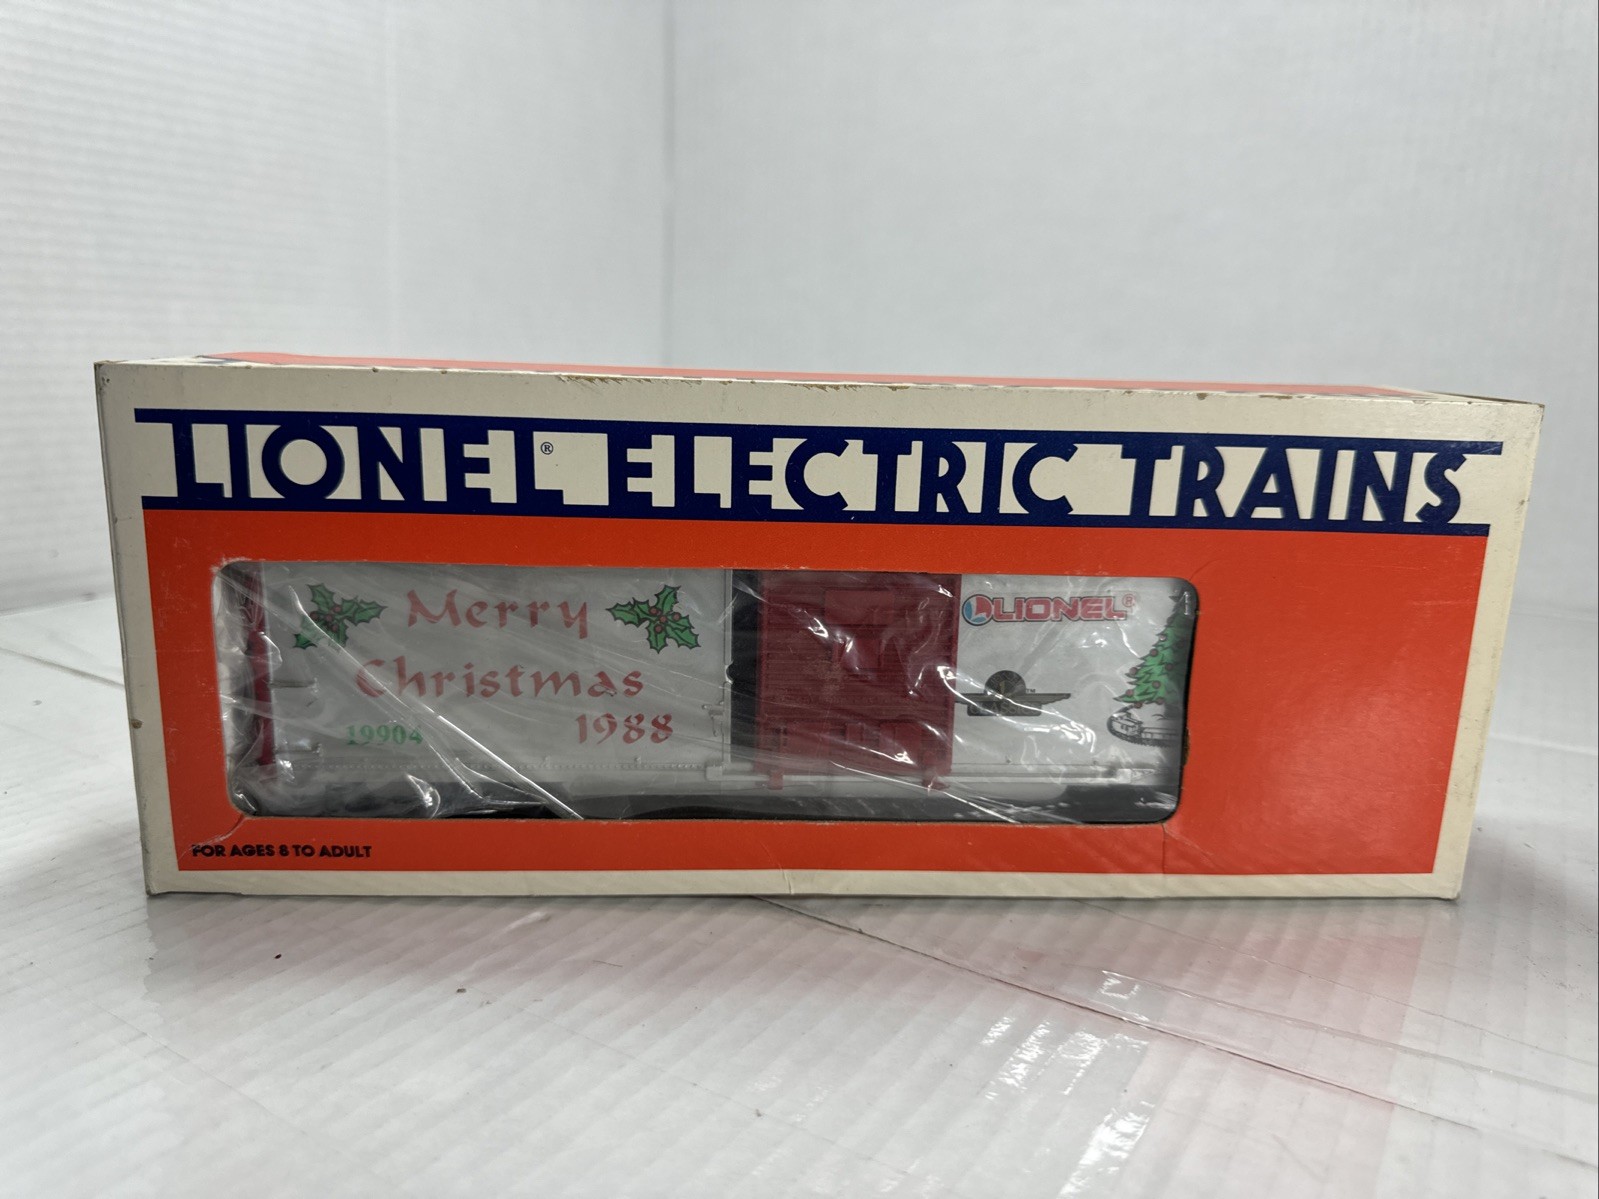 LIONEL® ELECTRIC TRAINS
Merry
Christmas
1988
19904
LIONEL®
FOR AGES 8 TO ADULT